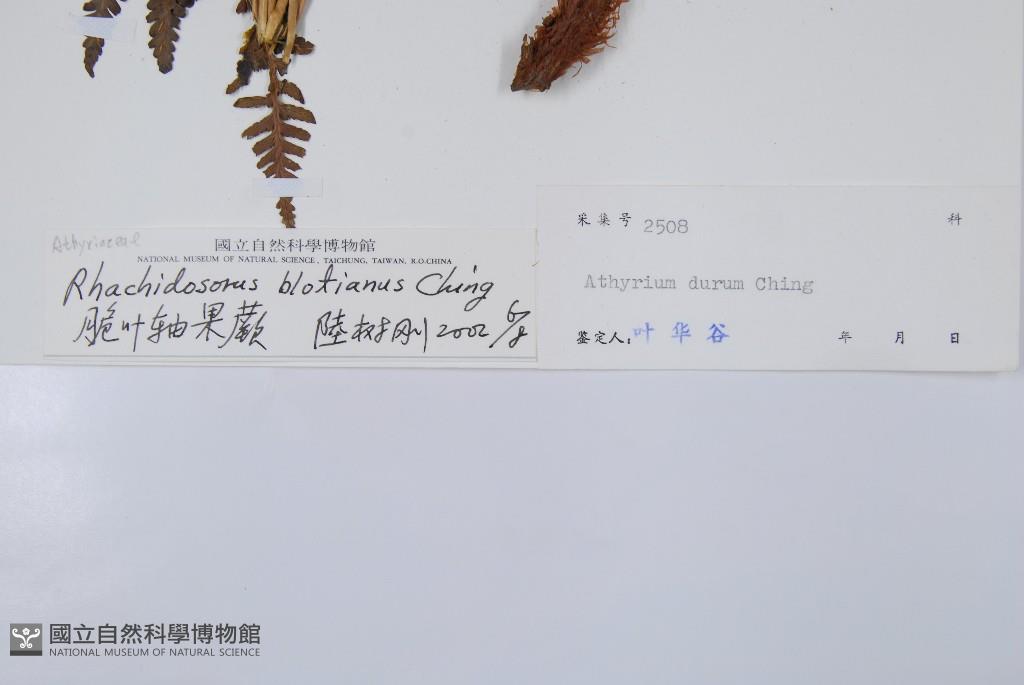 Athyriaceae
國立自然科學博物館
NATIONAL MUSEUM OF NATURAL SCIENCE, TAICHUNG, TAIWAN, R.O.CHINA
Rhachidosorus blotianus Ching
脆叶轴果蕨 陸树刚 2002 6/8
采集号 2508 科
Athyrium durum Ching
鉴定人: 叶华谷 年 月 日
國立自然科學博物館
NATIONAL MUSEUM OF NATURAL SCIENCE